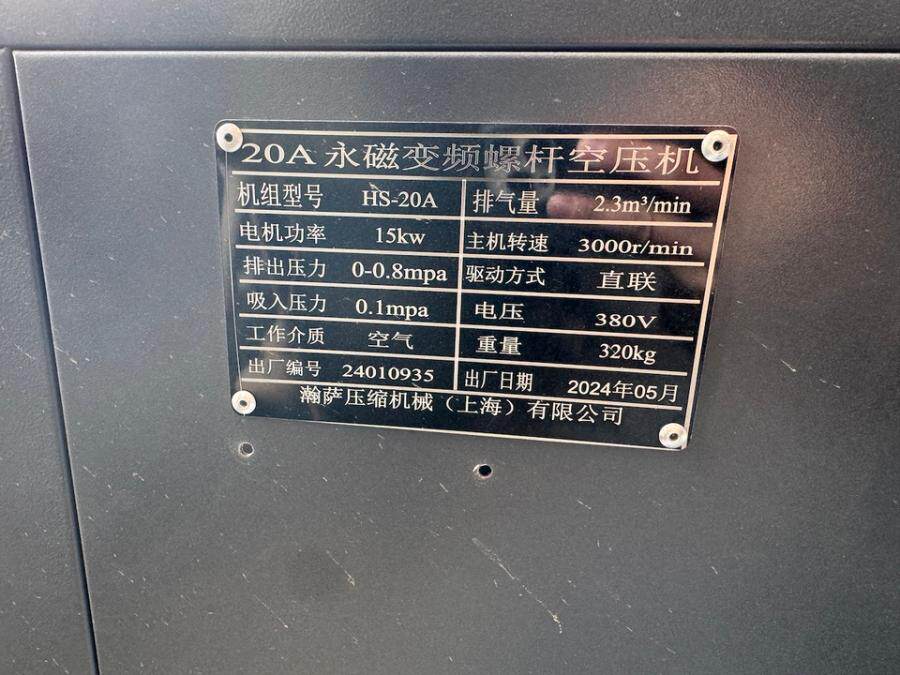 20A 永磁变频螺杆空压机
机组型号 HS-20A 排气量 2.3m³/min
电机功率 15kw 主机转速 3000r/min
排出压力 0-0.8mpa 驱动方式 直联
吸入压力 0.1mpa 电压 380V
工作介质 空气 重量 320kg
出厂编号 24010935 出厂日期 2024年05月
瀚萨压缩机械（上海）有限公司